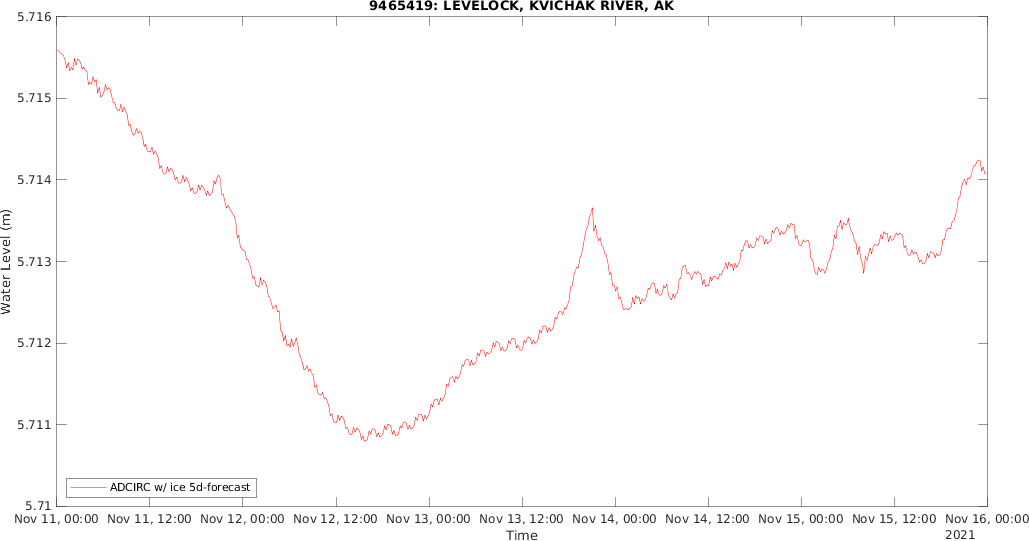 9465419: LEVELOCK, KVICHAK RIVER, AK
5.716
5.715
5.714
5.713
5.712
5.711
5.71
Water Level (m)
ADCIRC w/ ice 5d-forecast
Nov 11, 00:00 Nov 11, 12:00 Nov 12, 00:00 Nov 12, 12:00 Nov 13, 00:00 Nov 13, 12:00 Nov 14, 00:00 Nov 14, 12:00 Nov 15, 00:00 Nov 15, 12:00 Nov 16, 00:00
2021
Time